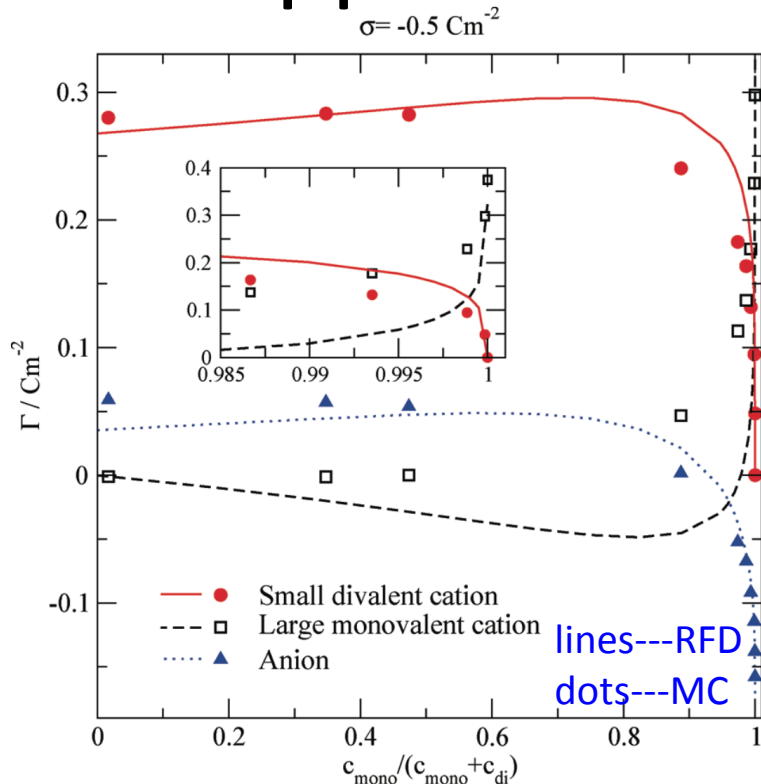 σ= -0.5 Cm-2
Γ / Cm-2
0.3
0.2
0.1
0
-0.1
0.4
0.3
0.2
0.1
0
0.985
0.99
0.995
1
Small divalent cation
Large monovalent cation
Anion
lines---RFD
dots---MC
0
0.2
0.4
0.6
0.8
1
cmono/(cmono+cdi)